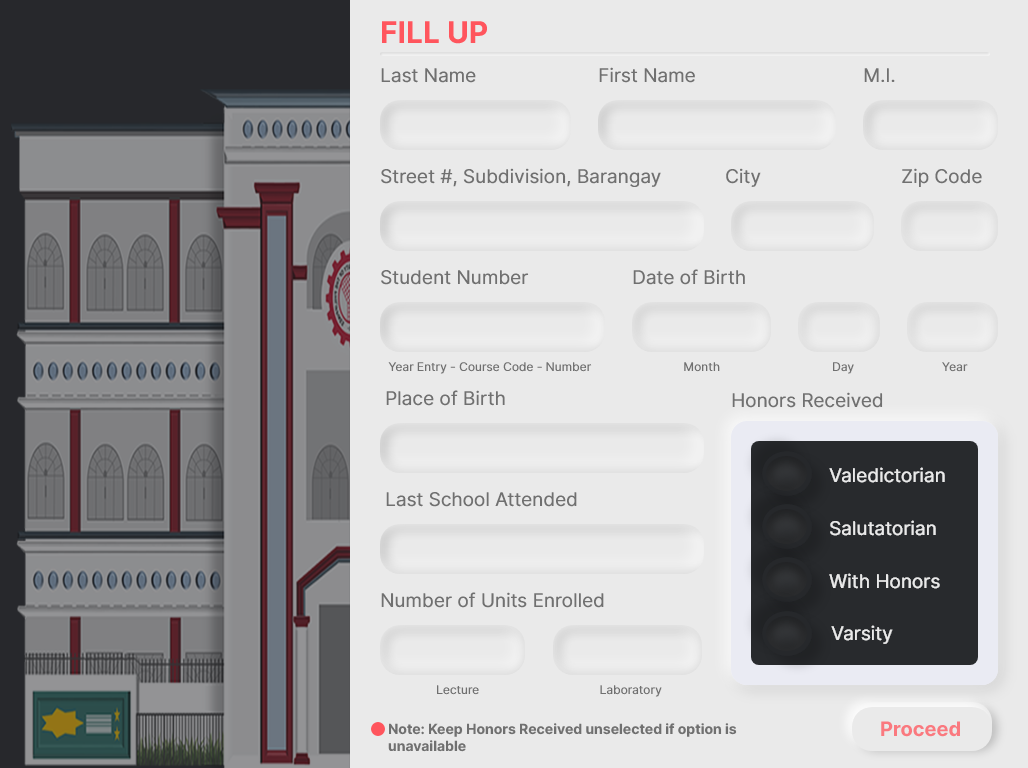 FILL UP
Last Name
First Name
M.I.
Street #, Subdivision, Barangay
City
Zip Code
Student Number
Date of Birth
Year Entry - Course Code - Number
Month
Day
Year
Place of Birth
Honors Received
Valedictorian
Last School Attended
Salutatorian
With Honors
Number of Units Enrolled
Varsity
Lecture
Laboratory
Note: Keep Honors Received unselected if option is
unavailable
Proceed